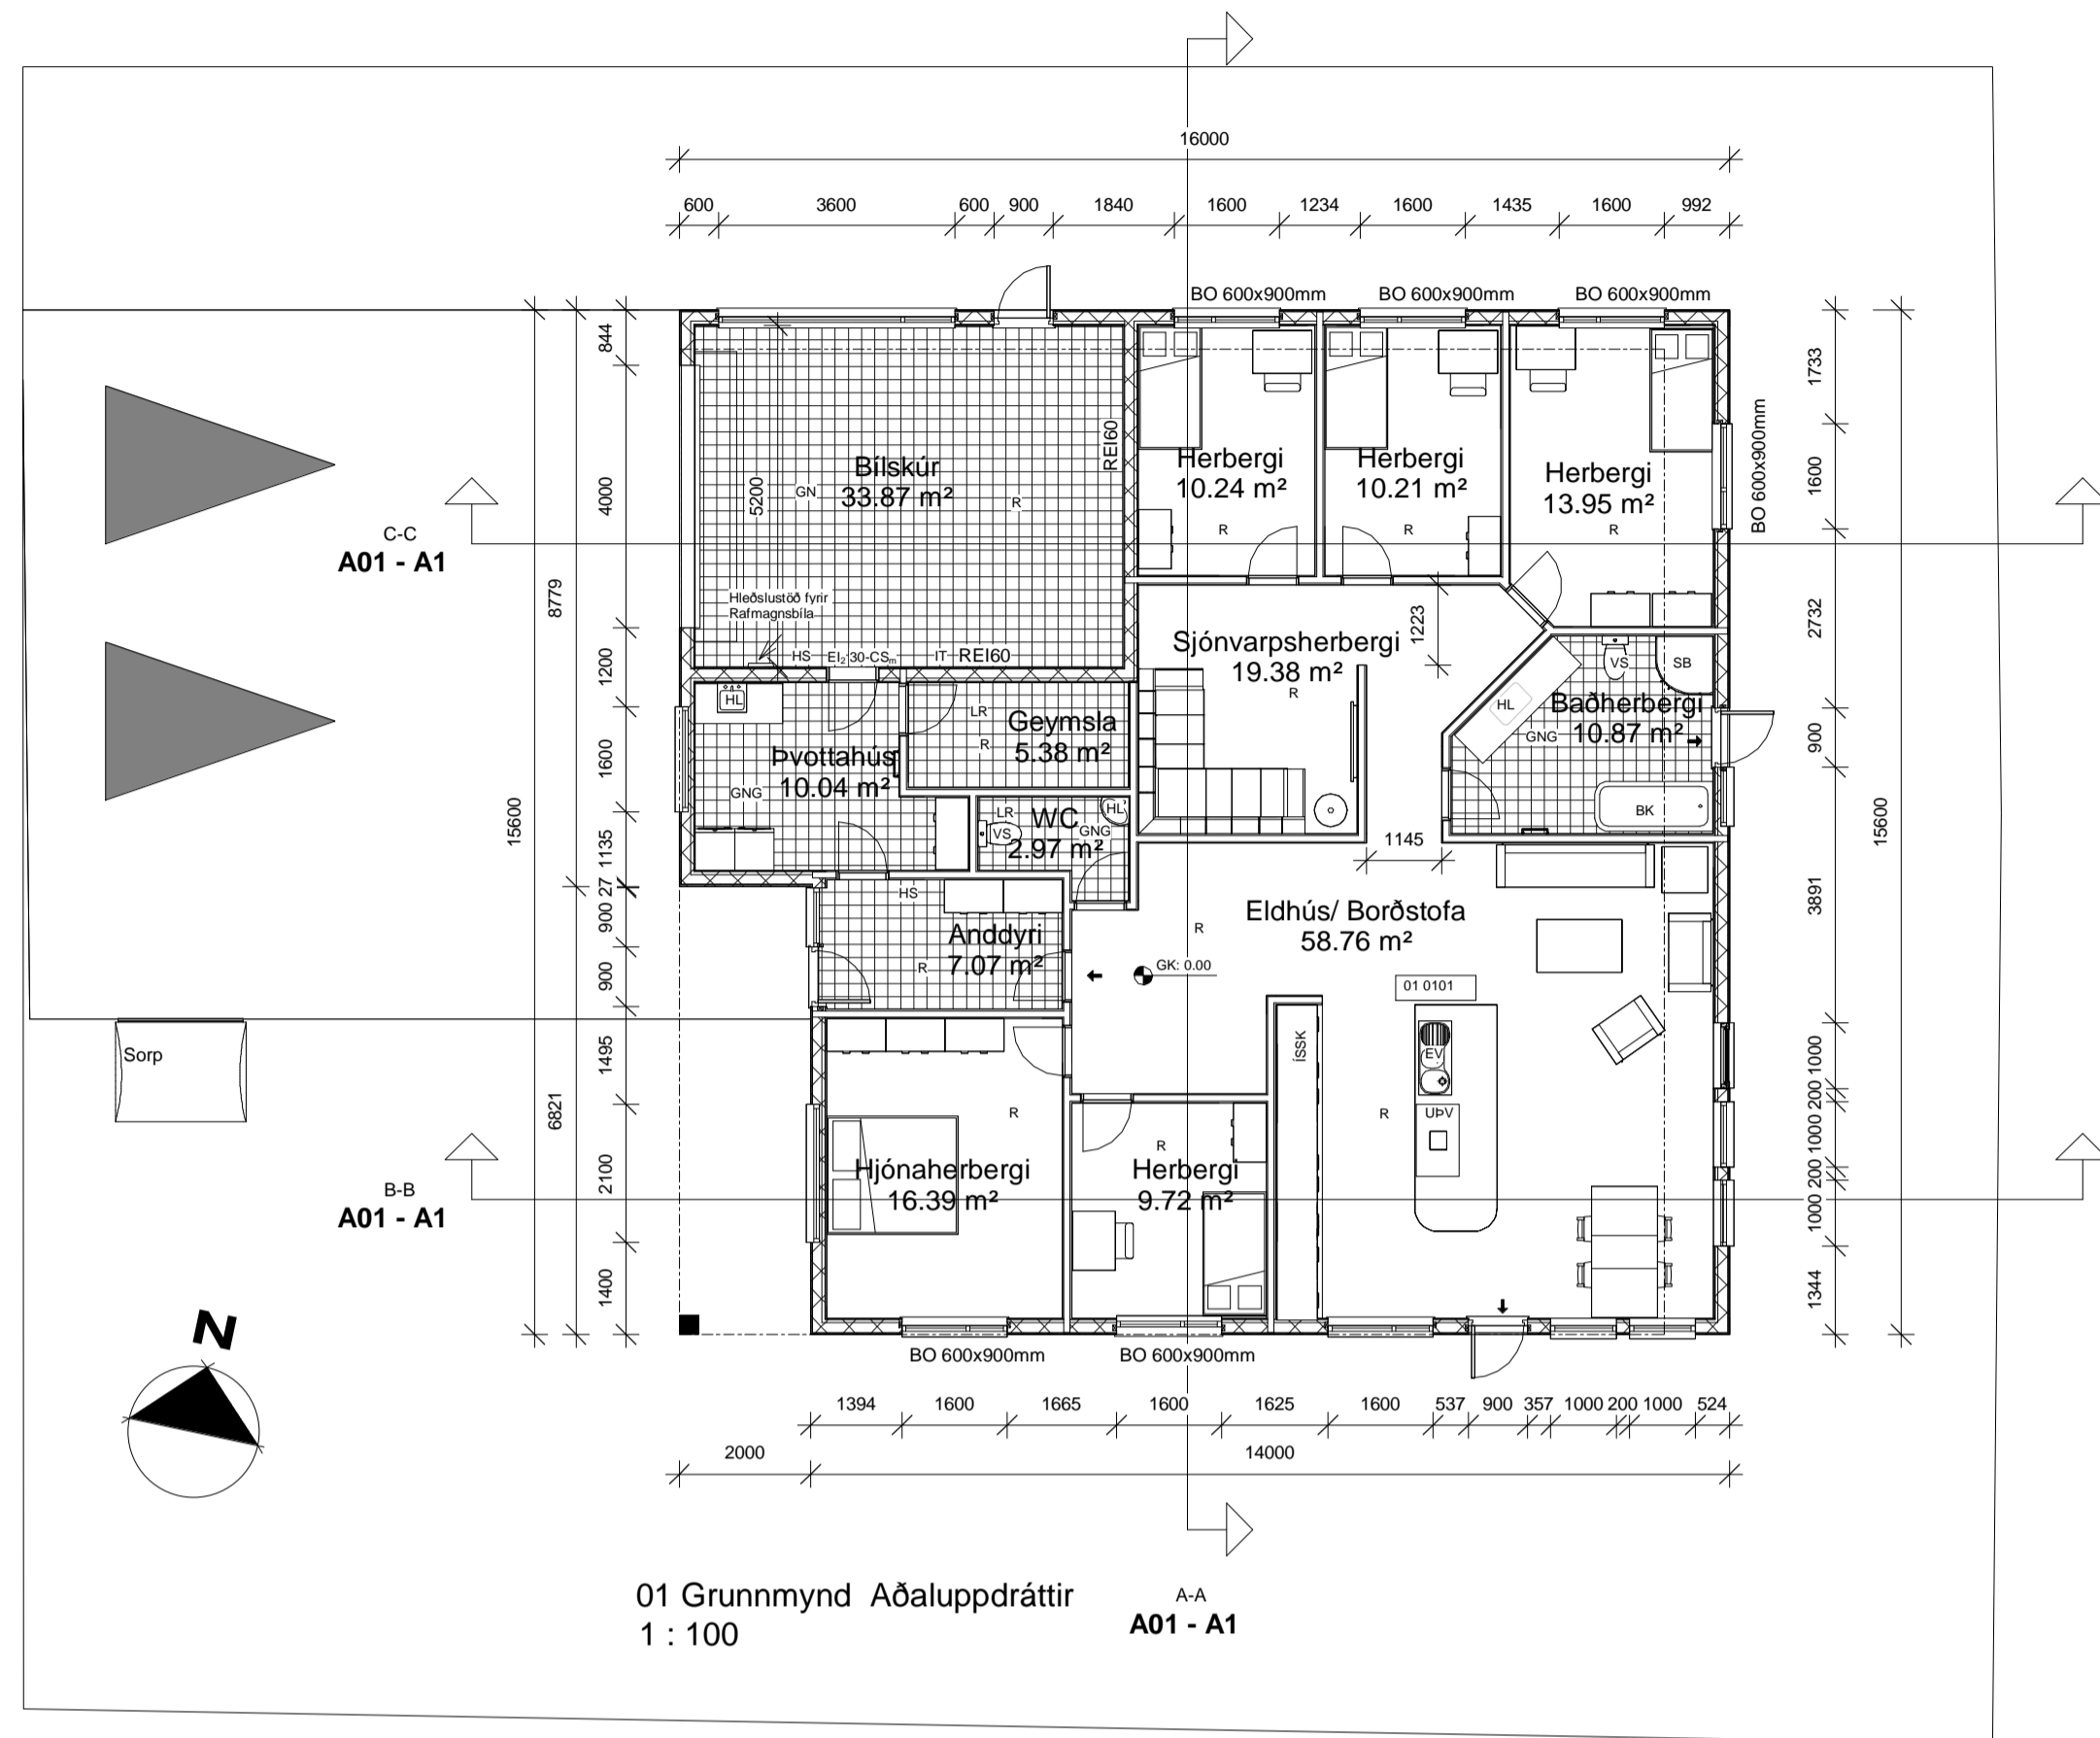 16000
600 3600 600 900 1840 1600 1234 1600 1435 1600 992
BO 600x900mm BO 600x900mm BO 600x900mm
844
4000
1200
1600
1135
27
900
900
1495
2100
1400
8779
6821
15600
1733
1600
2732
900
3891
1000
200
1000
200
1000
1344
15600
BO 600x900mm
C-C
A01 - A1
B-B
A01 - A1
Sorp
N
Bílskúr
33.87 m²
GN
R
5200
REI60
Hleðslustöð fyrir
Rafmagnsbíla
HS EI₂ 30-CSₘ IT REI60
Herbergi
10.24 m²
R
Herbergi
10.21 m²
R
Herbergi
13.95 m²
R
Sjónvarpsherbergi
19.38 m²
R
1223
1145
VS SB
HL
Baðherbergi
10.87 m²
GNG
BK
HL
Þvottahús
10.04 m²
GNG
LR
Geymsla
5.38 m²
R
LR
WC
2.97 m²
VS
HL
GNG
HS
Anddyri
7.07 m²
R
Eldhús/ Borðstofa
58.76 m²
R
GK: 0.00
01 0101
ÍSSK
EV
UÞV
R
Hjónaherbergi
16.39 m²
R
Herbergi
9.72 m²
R
BO 600x900mm BO 600x900mm
1394 1600 1665 1600 1625 1600 537 900 357 1000 200 1000 524
2000 14000
01 Grunnmynd Aðaluppdráttir
1 : 100
A-A
A01 - A1